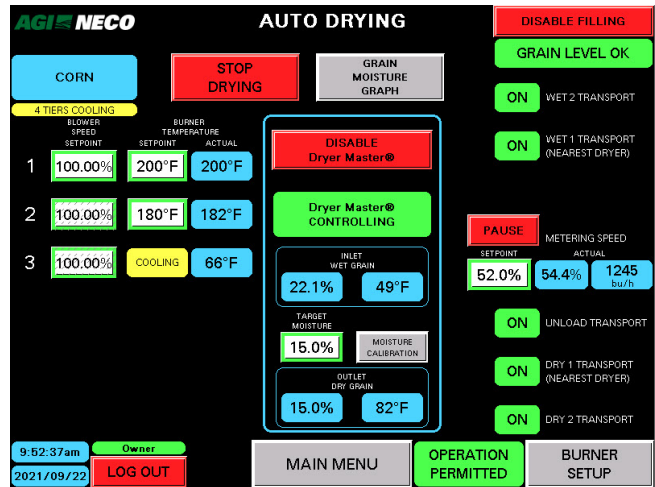 AGI NECO
AUTO DRYING
DISABLE FILLING
GRAIN LEVEL OK
CORN
STOP
DRYING
GRAIN
MOISTURE
GRAPH
ON WET 2 TRANSPORT
4 TIERS COOLING
BLOWER
SPEED
SETPOINT
BURNER
TEMPERATURE
SETPOINT ACTUAL
1 100.00% 200°F 200°F
2 100.00% 180°F 182°F
3 100.00% COOLING 66°F
DISABLE
Dryer Master®
Dryer Master®
CONTROLLING
INLET
WET GRAIN
22.1% 49°F
TARGET
MOISTURE
15.0%
MOISTURE
CALIBRATION
OUTLET
DRY GRAIN
15.0% 82°F
ON WET 1 TRANSPORT
(NEAREST DRYER)
PAUSE METERING SPEED
SETPOINT ACTUAL
52.0% 54.4% 1245
bu/h
ON UNLOAD TRANSPORT
ON DRY 1 TRANSPORT
(NEAREST DRYER)
ON DRY 2 TRANSPORT
9:52:37am Owner
2021/09/22 LOG OUT
MAIN MENU
OPERATION
PERMITTED
BURNER
SETUP